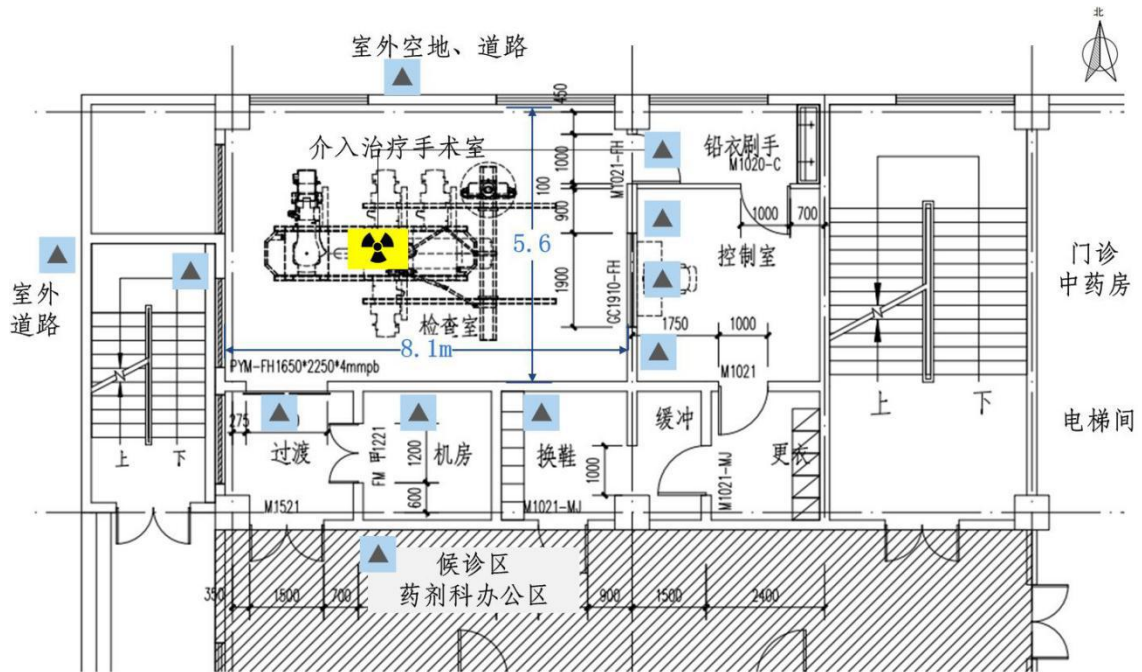 北
室外空地、道路
450
介入治疗手术室
铅衣刷手
M1020-C
1000
M1021-FH
100
900
1000
700
5.6
控制室
门诊
中药房
室外
道路
1900
GC1910-FH
检查室
1750
1000
8.1m
PYM-FH1650*2250*4mmpb
M1021
上
下
275
0
缓冲
电梯间
上
下
过渡
FM 甲1221
1200
机房
换鞋
1000
M1021-MJ
更衣
600
M1521
M1021-MJ
候诊区
药剂科办公区
350
1500
700
900
1500
2400